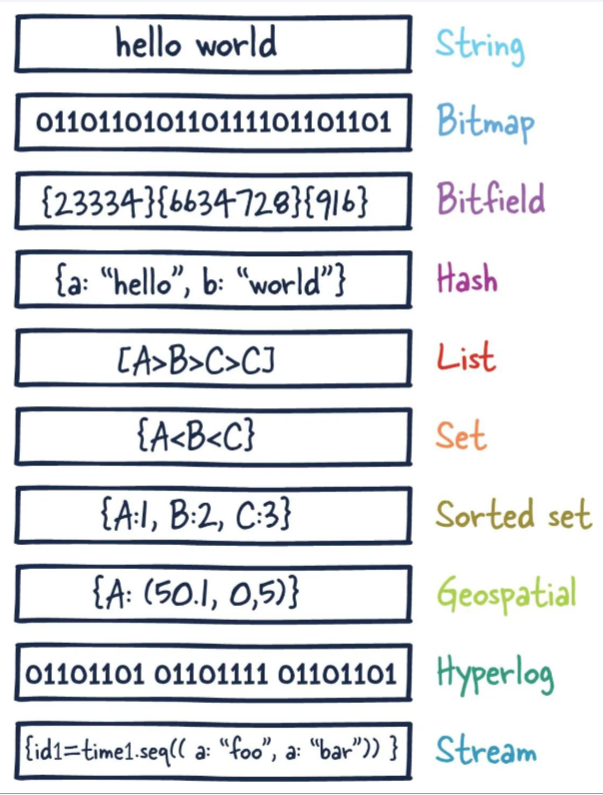 hello world String
011011010110111101101101 Bitmap
{23334}{6634728}{916} Bitfield
{a: “hello”, b: “world”} Hash
[A>B>C>C] List
{A<B<C} Set
{A:1, B:2, C:3} Sorted set
{A: (50.1, 0,5)} Geospatial
01101101 01101111 01101101 Hyperlog
{id1=time1.seq(( a: “foo”, a: “bar”)) } Stream